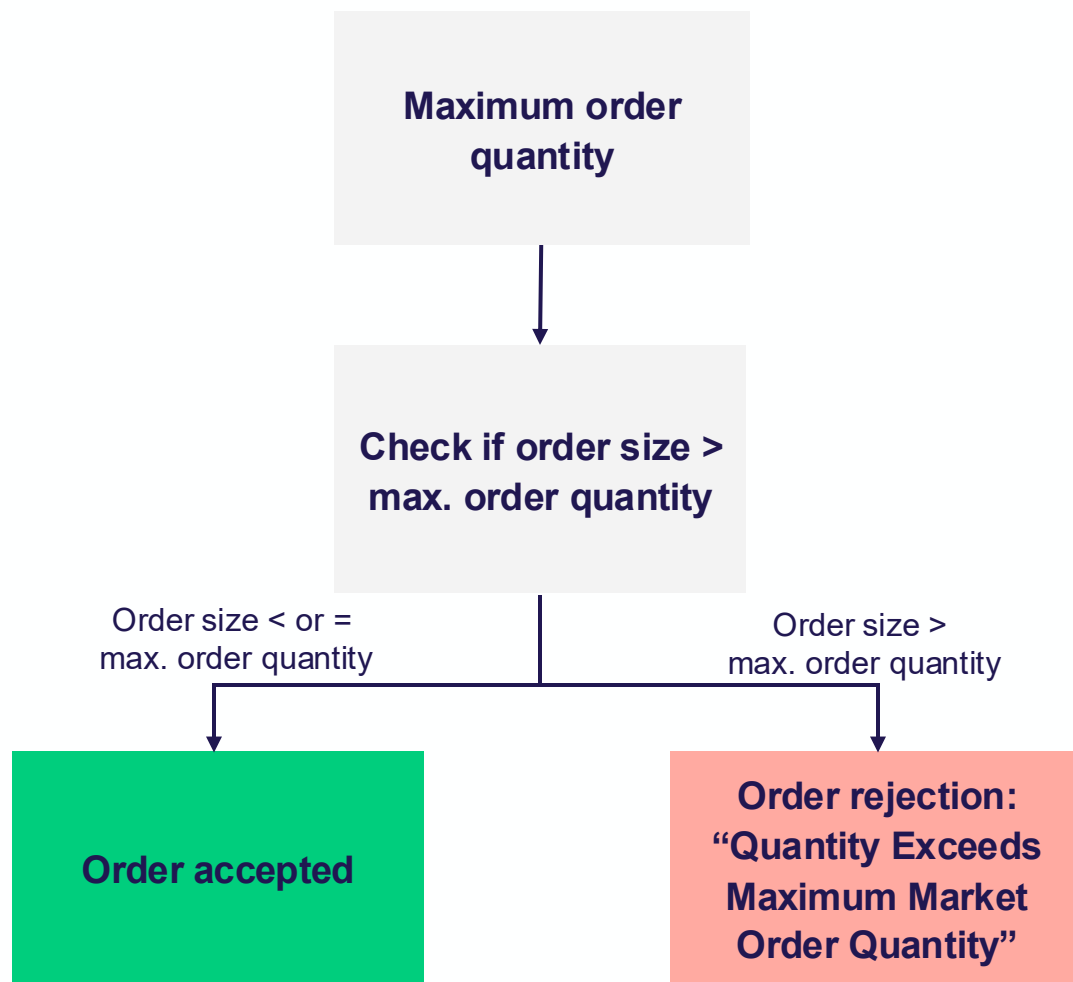 Maximum order
quantity
Check if order size >
max. order quantity
Order size < or =
max. order quantity
Order size >
max. order quantity
Order accepted
Order rejection:
“Quantity Exceeds
Maximum Market
Order Quantity”